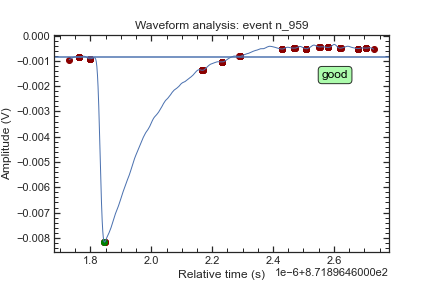 Waveform analysis: event n_959
0.000
−0.001
−0.002
−0.003
−0.004
−0.005
−0.006
−0.007
−0.008
Amplitude (V)
good
1.8
2.0
2.2
2.4
2.6
Relative time (s)
1e−6+8.7189646000e2